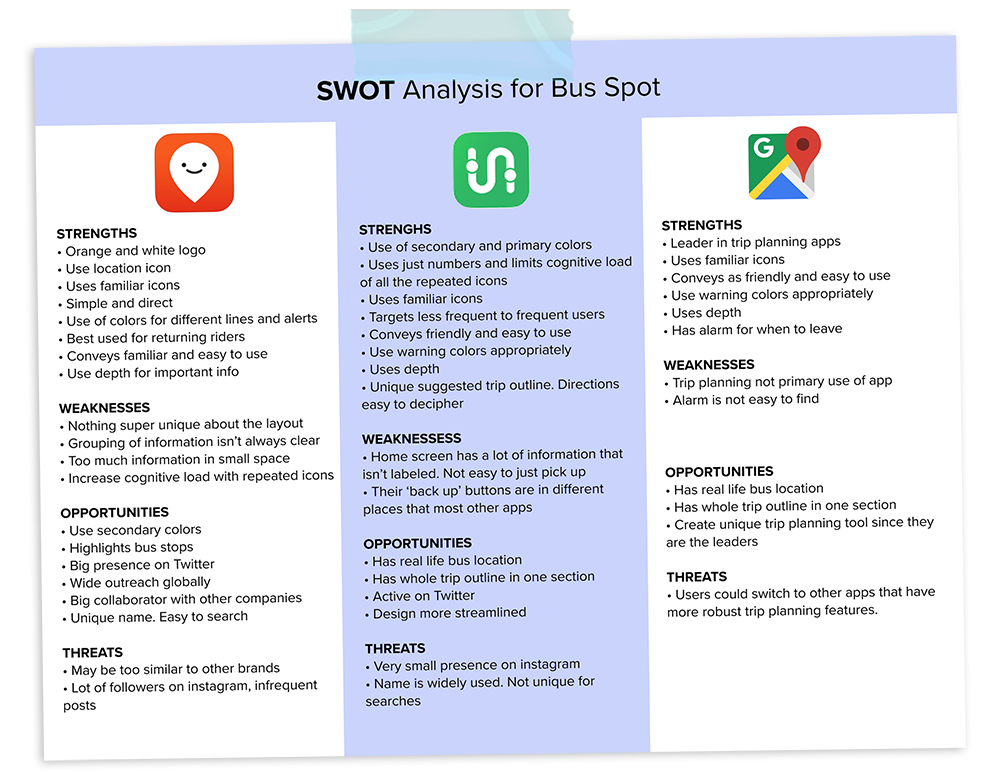 SWOT Analysis for Bus Spot
STRENGTHS
• Orange and white logo
• Use location icon
• Uses familiar icons
• Simple and direct
• Use of colors for different lines and alerts
• Best used for returning riders
• Conveys familiar and easy to use
• Use depth for important info
WEAKNESSES
• Nothing super unique about the layout
• Grouping of information isn’t always clear
• Too much information in small space
• Increase cognitive load with repeated icons
OPPORTUNITIES
• Use secondary colors
• Highlights bus stops
• Big presence on Twitter
• Wide outreach globally
• Big collaborator with other companies
• Unique name. Easy to search
THREATS
• May be too similar to other brands
• Lot of followers on instagram, infrequent
posts
STRENGHS
• Use of secondary and primary colors
• Uses just numbers and limits cognitive load
of all the repeated icons
• Uses familiar icons
• Targets less frequent to frequent users
• Conveys friendly and easy to use
• Use warning colors appropriately
• Uses depth
• Unique suggested trip outline. Directions
easy to decipher
WEAKNESSESS
• Home screen has a lot of information that
isn’t labeled. Not easy to just pick up
• Their ‘back up’ buttons are in different
places that most other apps
OPPORTUNITIES
• Has real life bus location
• Has whole trip outline in one section
• Active on Twitter
• Design more streamlined
THREATS
• Very small presence on instagram
• Name is widely used. Not unique for
searches
G
STRENGTHS
• Leader in trip planning apps
• Uses familiar icons
• Conveys as friendly and easy to use
• Use warning colors appropriately
• Uses depth
• Has alarm for when to leave
WEAKNESSES
• Trip planning not primary use of app
• Alarm is not easy to find
OPPORTUNITIES
• Has real life bus location
• Has whole trip outline in one section
• Create unique trip planning tool since they
are the leaders
THREATS
• Users could switch to other apps that have
more robust trip planning features.